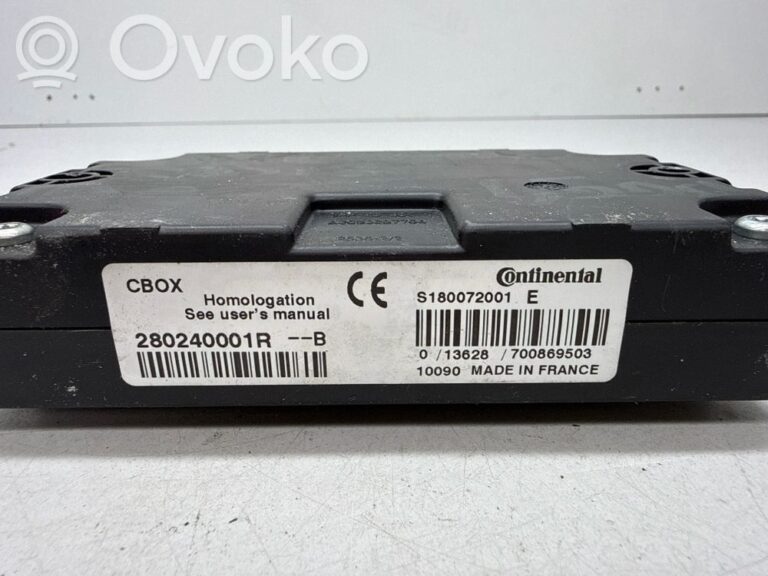 Ovoko
CBOX
Homologation
See user's manual
280240001R --B
CE
Continental
S180072001 E
0 /13628 /700869503
10090 MADE IN FRANCE